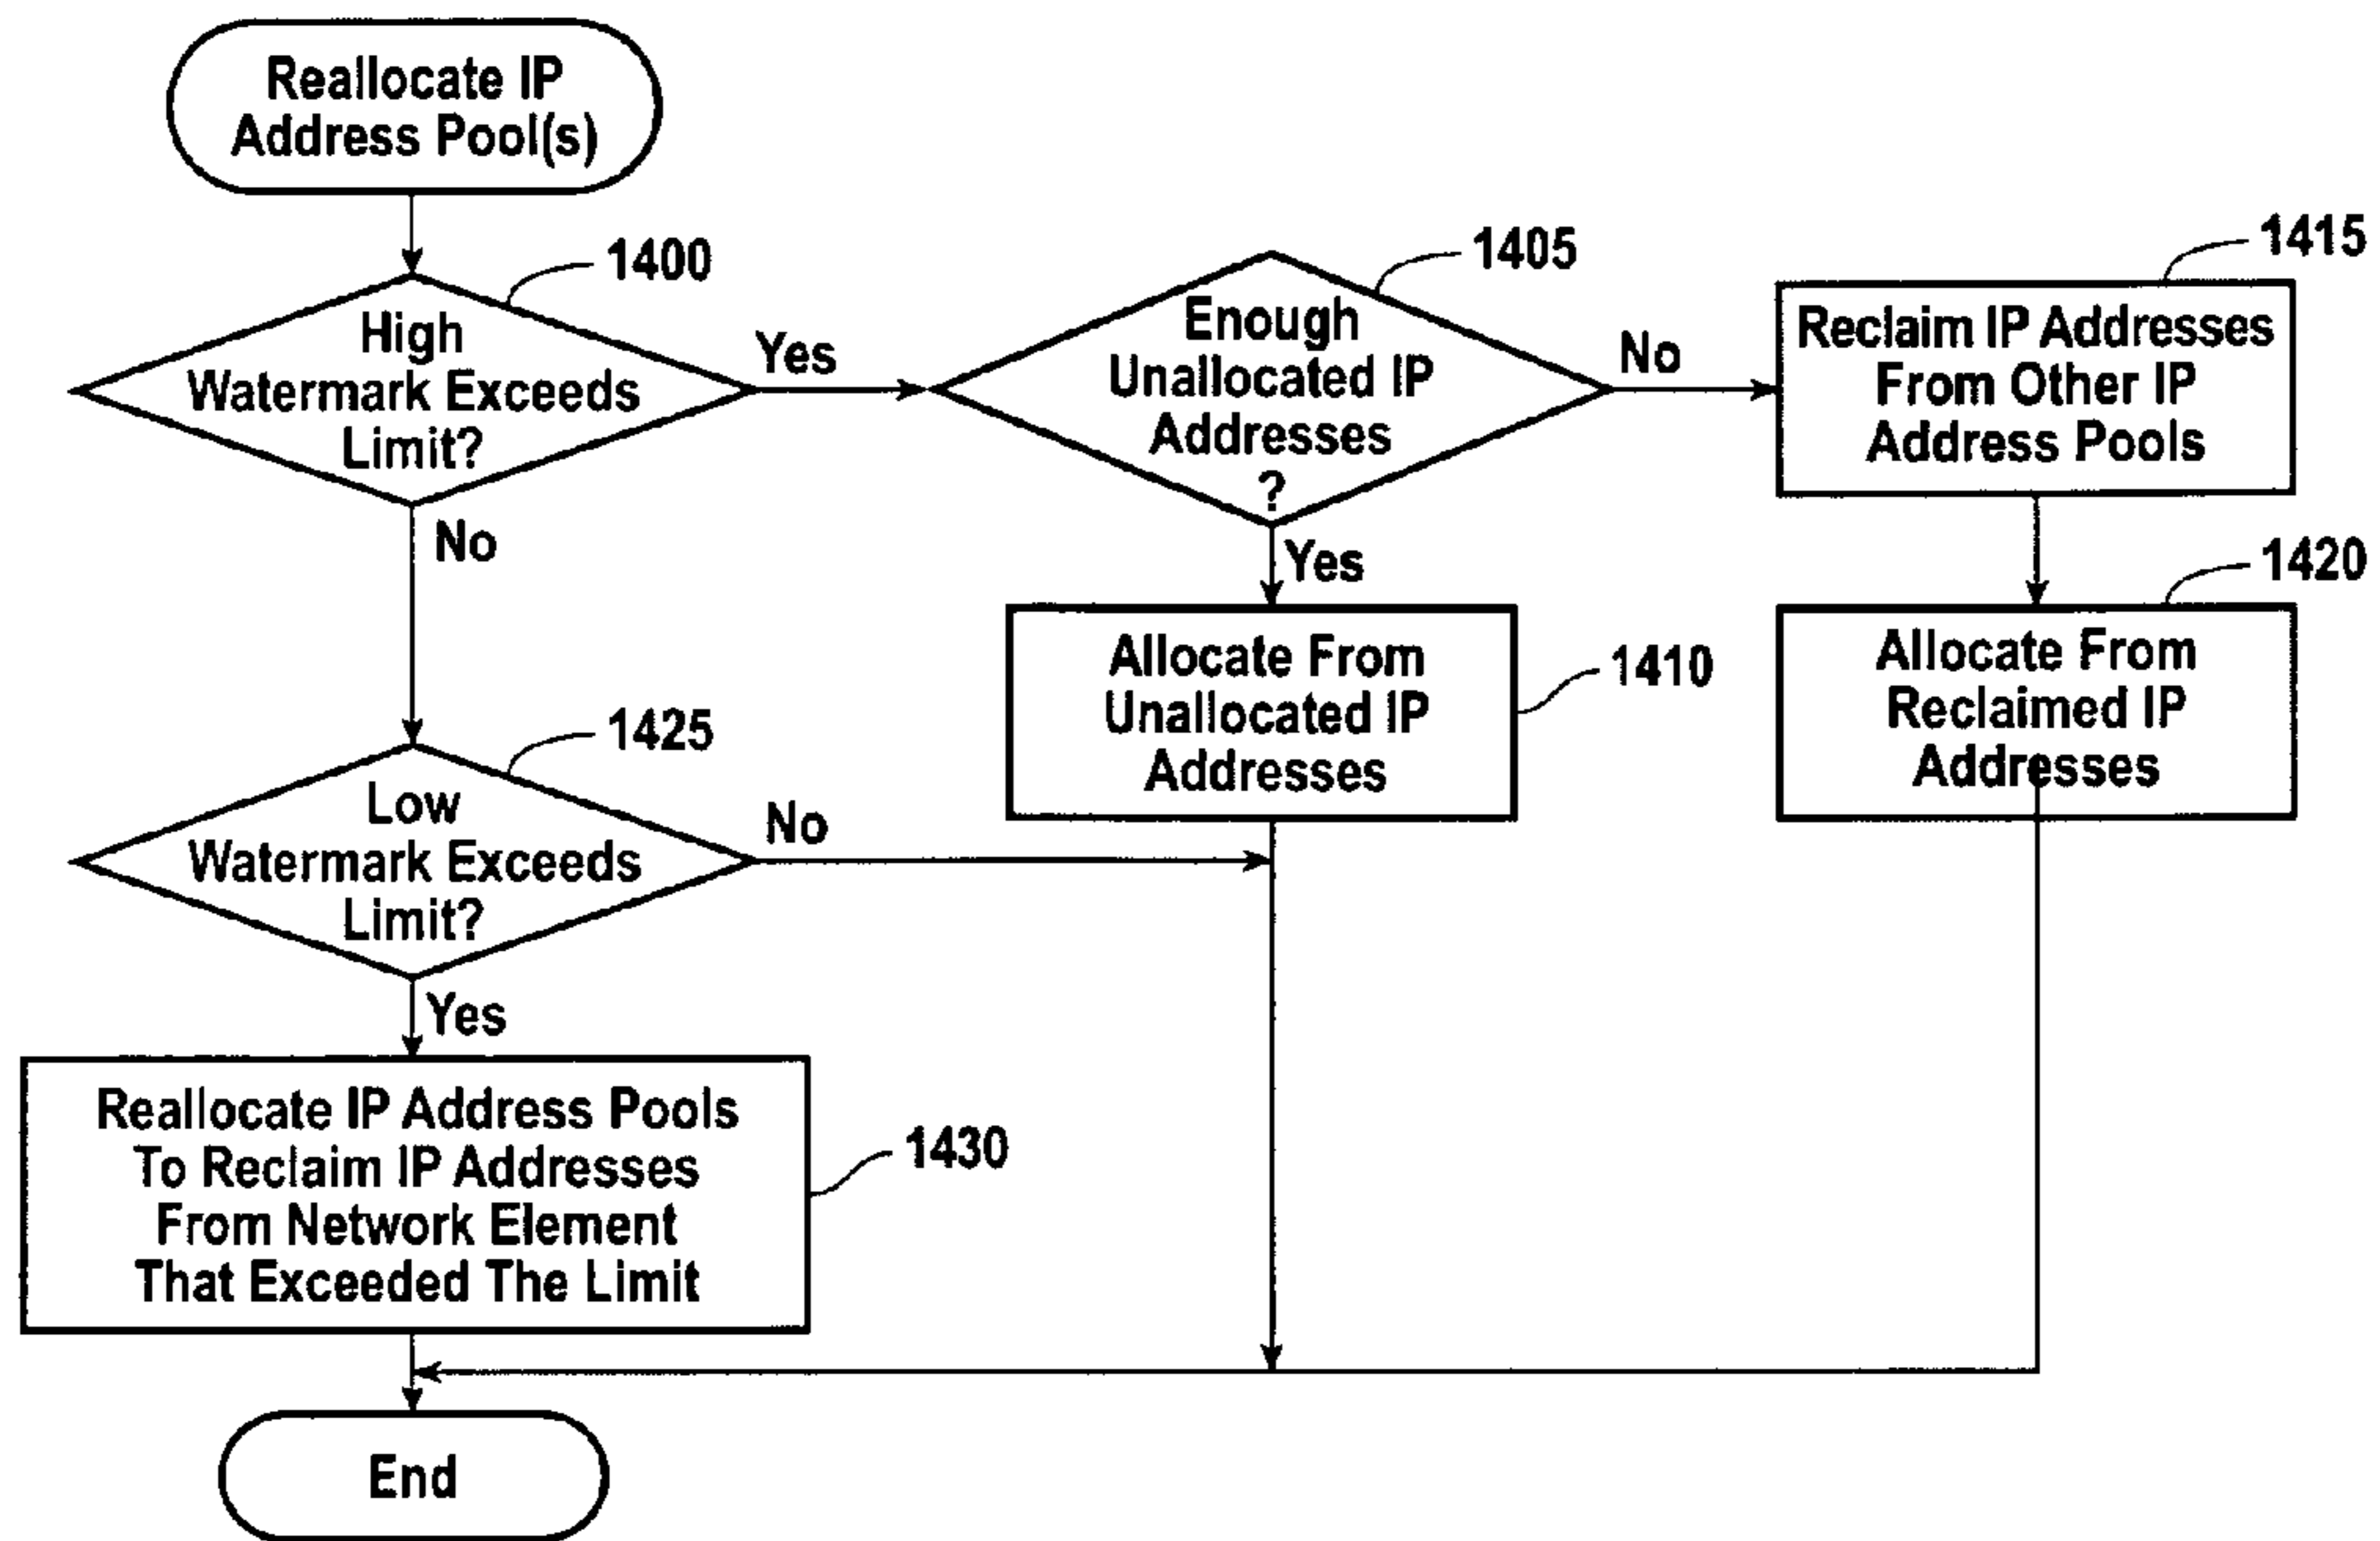 Reallocate IP
Address Pool(s)
1400
High
Watermark Exceeds
Limit?
Yes
No
1405
Enough
Unallocated IP
Addresses
?
No
Yes
1415
Reclaim IP Addresses
From Other IP
Address Pools
1420
Allocate From
Reclaimed IP
Addresses
Allocate From
Unallocated IP
Addresses
1410
1425
Low
Watermark Exceeds
Limit?
No
Yes
Reallocate IP Address Pools
To Reclaim IP Addresses
From Network Element
That Exceeded The Limit
1430
End